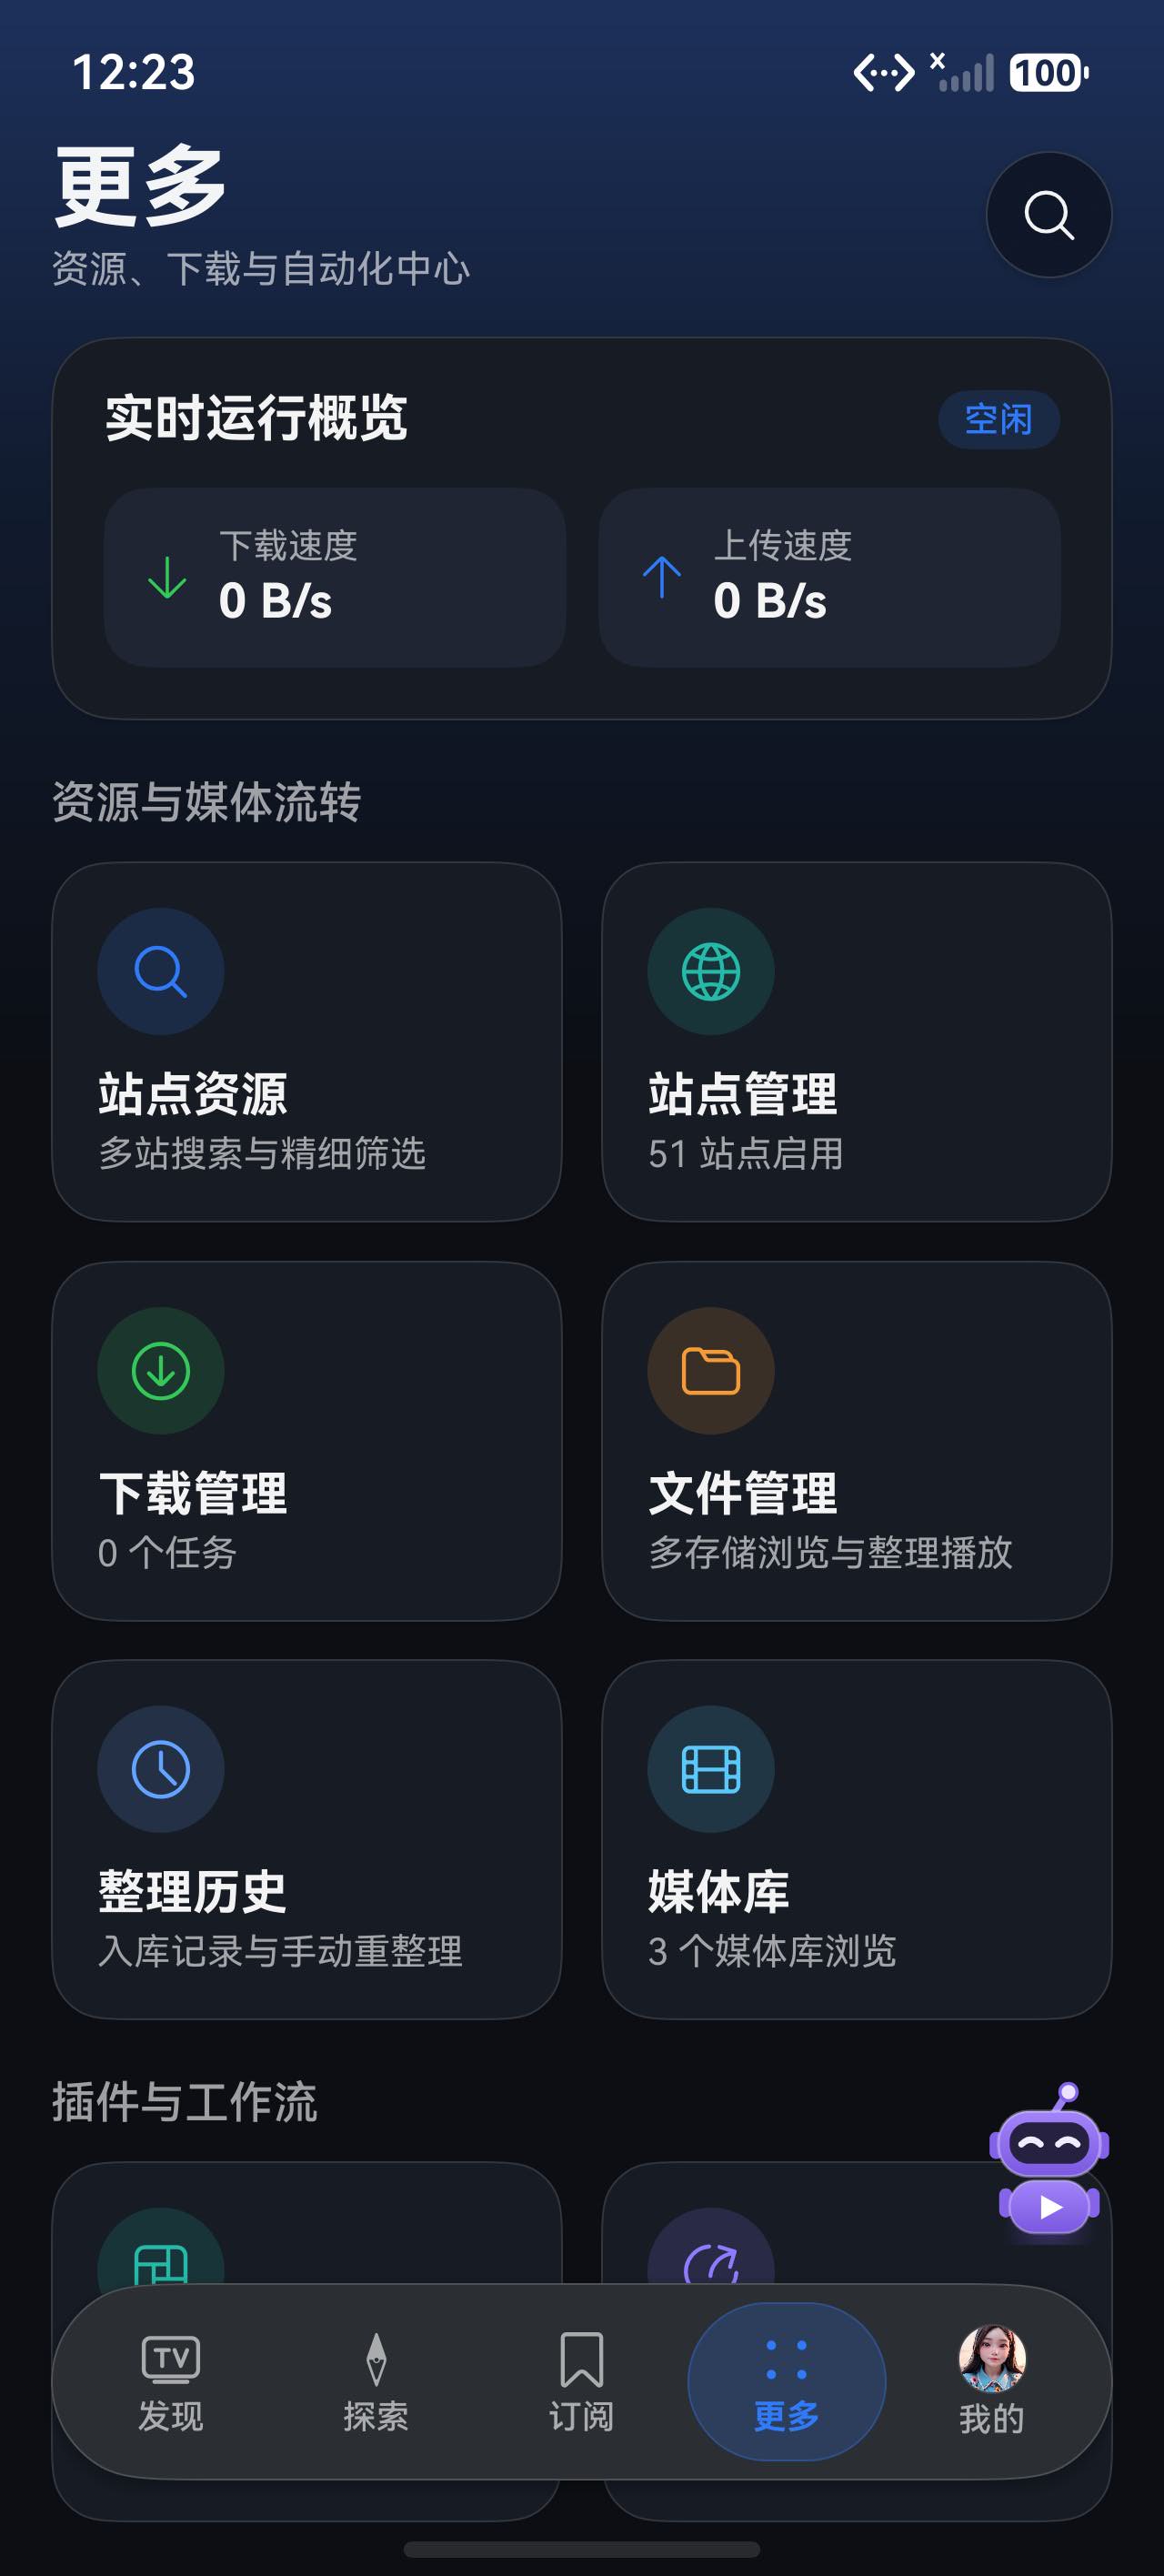 12:23
100
更多
资源、下载与自动化中心
实时运行概览
空闲
下载速度
0 B/s
上传速度
0 B/s
资源与媒体流转
站点资源
多站搜索与精细筛选
站点管理
51 站点启用
下载管理
0 个任务
文件管理
多存储浏览与整理播放
整理历史
入库记录与手动重整理
媒体库
3 个媒体库浏览
插件与工作流
TV
发现
探索
订阅
更多
我的